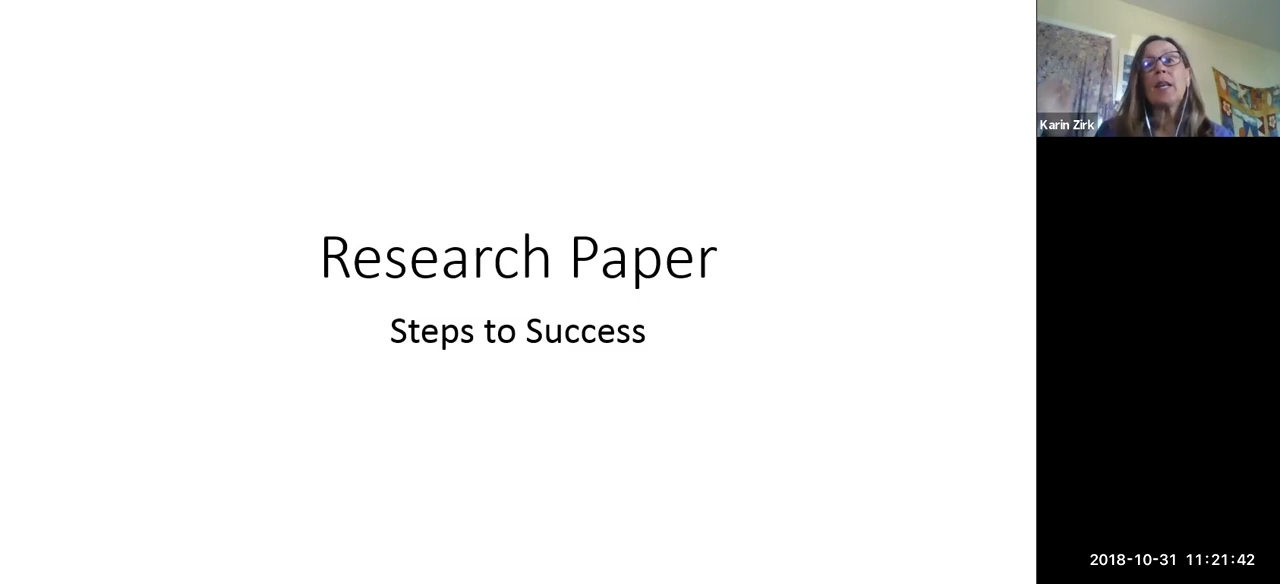 Research Paper
Steps to Success
Karin Zirk
2018-10-31 11:21:42